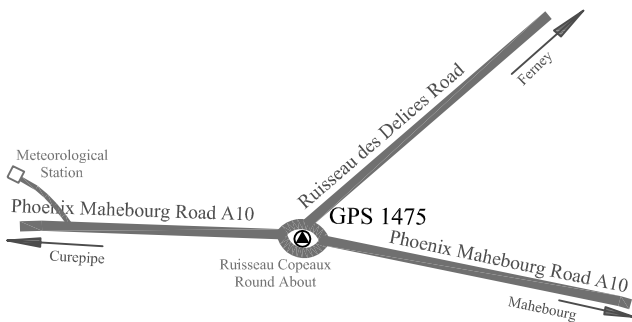 Ferney
Ruisseau des Delices Road
Meteorological
Station
Phoenix Mahebourg Road A10
GPS 1475
Curepipe
Phoenix Mahebourg Road A10
Ruisseau Copeaux
Round About
Mahebourg